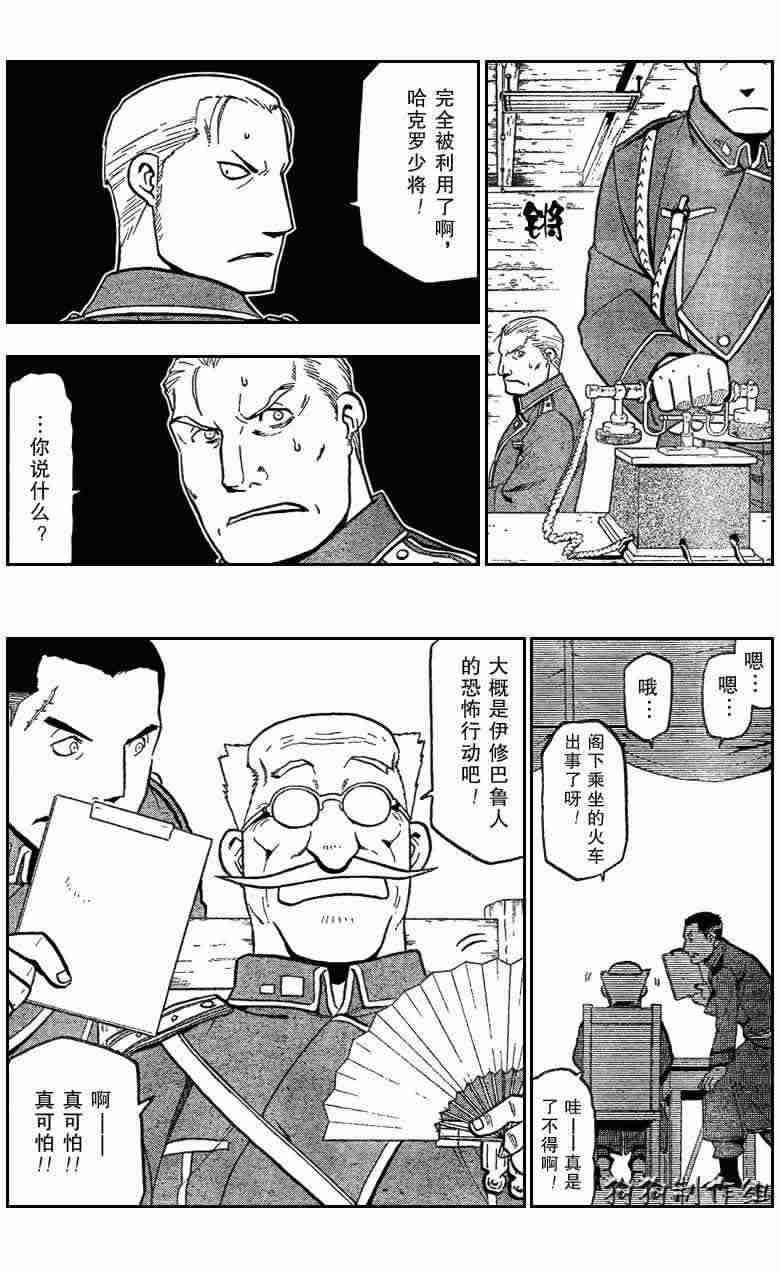 锵
完全被利用了啊，
哈克罗少将！
…你说什么？
嗯…
嗯…
哦…
阁下乘坐的火车
出事了呀！
哇——真是
了不得啊！
大概是伊修巴鲁人
的恐怖行动吧！
啊——
真可怕！！
真可怕！！
狗狗制作组